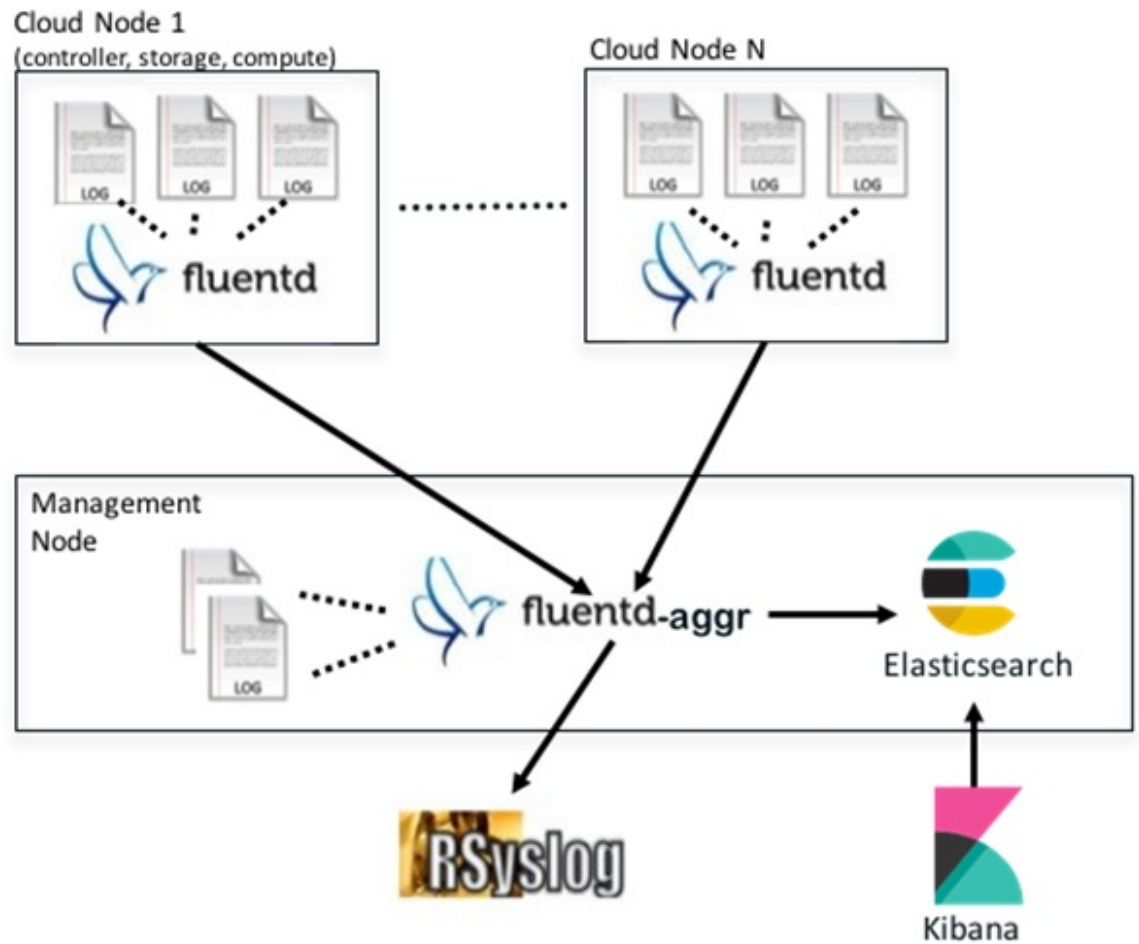 Cloud Node 1
(controller, storage, compute)
Cloud Node N
LOG
LOG
LOG
LOG
LOG
LOG
fluentd
fluentd
Management
Node
LOG
fluentd-aggr
Elasticsearch
RSyslog
Kibana